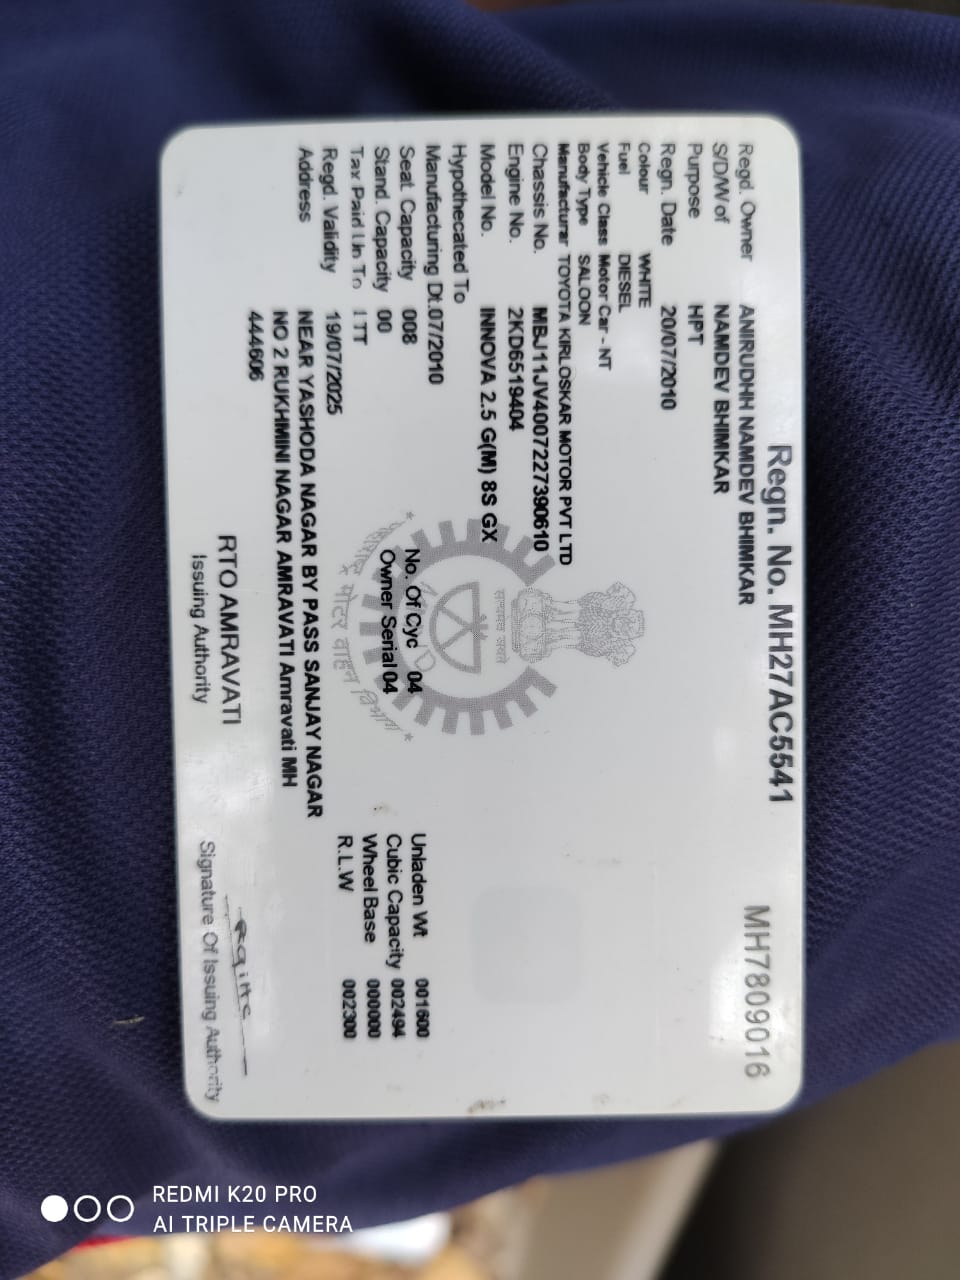 Regn. No. MH27AC5541
MH7809016
Regd. Owner ANIRUDHH NAMDEV BHIMKAR
S/D/W of NAMDEV BHIMKAR
Purpose HPT
Regn. Date 20/07/2010
Colour WHITE
Fuel DIESEL
Vehicle Class Motor Car - NT
Body Type SALOON
Manufacturar TOYOTA KIRLOSKAR MOTOR PVT LTD
Chassis No. MBJ11JV4007227390610
Engine No. 2KD6519404
Model No. INNOVA 2.5 G(M) 8S GX
Hypothecated To
Manufacturing Dt.07/2010
Seat Capacity 008 No. Of Cyc 04 Unladen Wt 001600
Stand. Capacity 00 Owner Serial 04 Cubic Capacity 002494
Tax Paid Up To LTT Wheel Base 000000
Regd. Validity 19/07/2025 R.L.W 002300
Address NEAR YASHODA NAGAR BY PASS SANJAY NAGAR
NO 2 RUKHMINI NAGAR AMRAVATI Amravati MH
444606
RTO AMRAVATI
Issuing Authority
Signature Of Issuing Authority
सत्यमेव जयते
मोटर वाहन विभाग
REDMI K20 PRO
AI TRIPLE CAMERA